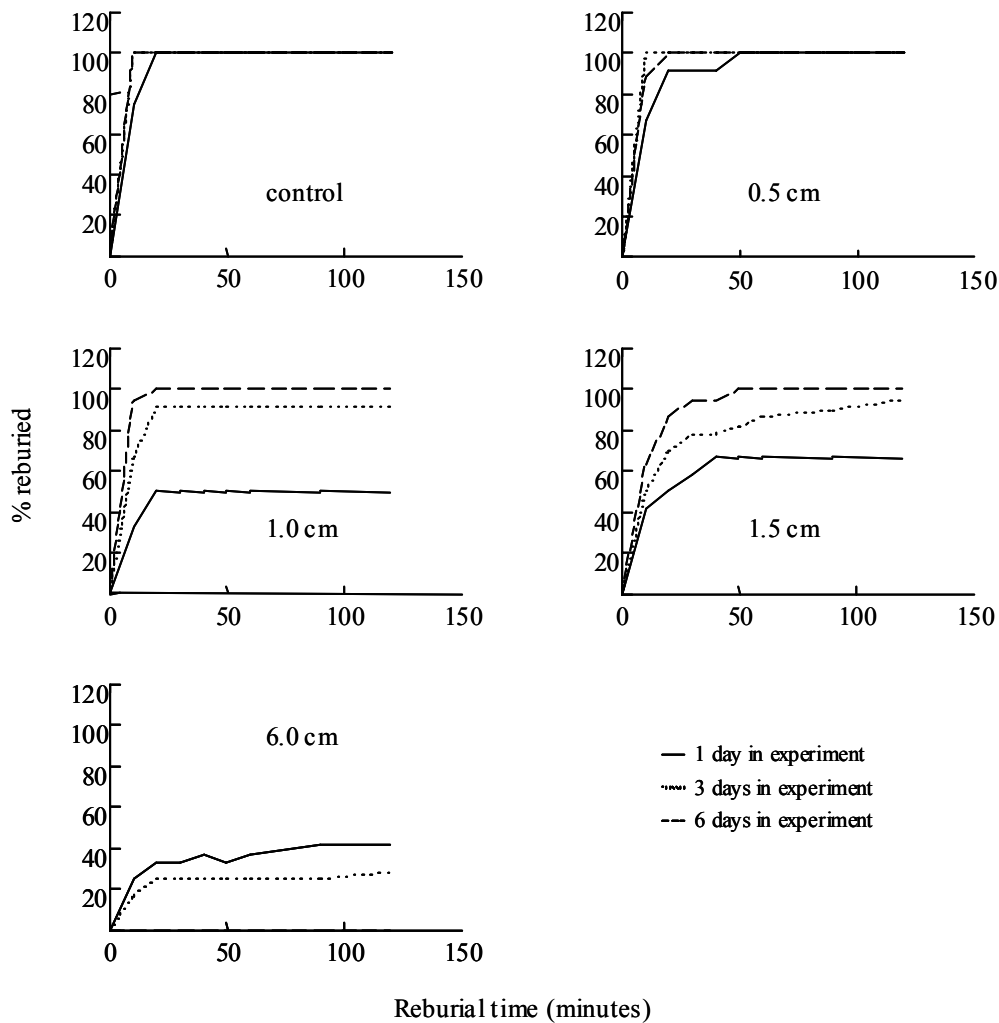 120
100
80
60
40
20
0 50 100 150
control
120
100
80
60
40
20
0 50 100 150
0.5 cm
120
100
80
60
40
20
0 50 100 150
1.0 cm
120
100
80
60
40
20
0 50 100 150
1.5 cm
120
100
80
60
40
20
0 50 100 150
6.0 cm
% reburied
1 day in experiment
3 days in experiment
6 days in experiment
Reburial time (minutes)